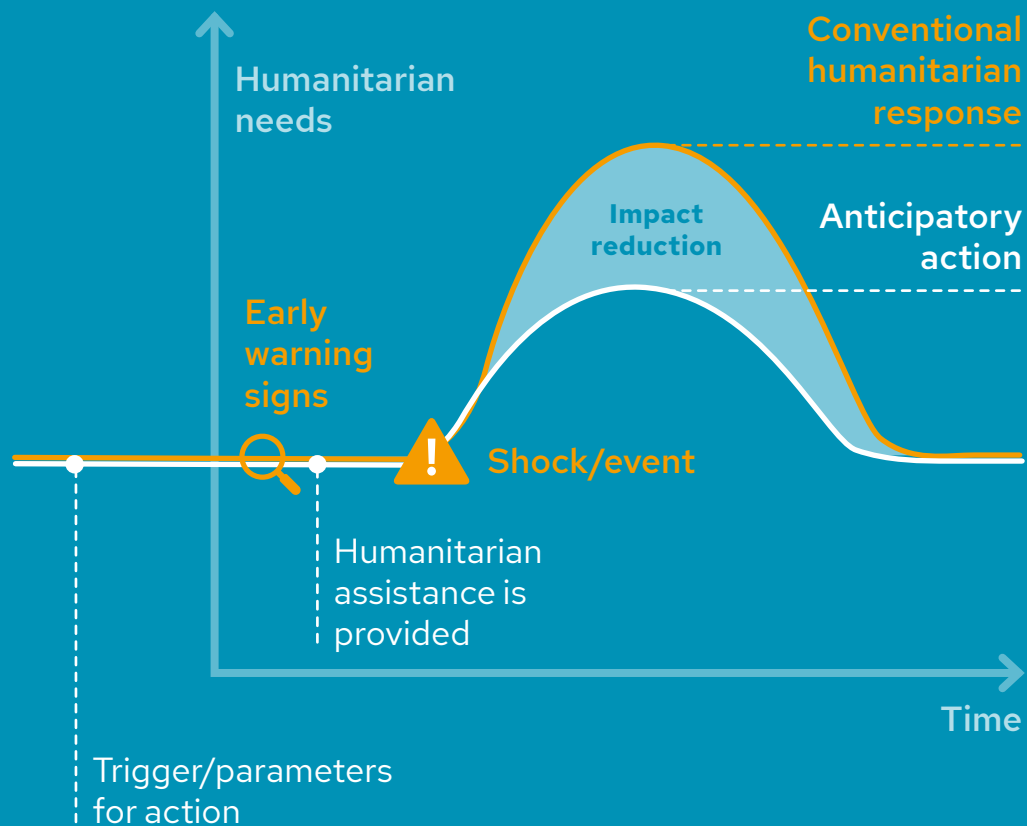 Conventional
humanitarian
response
Humanitarian
needs
Impact
reduction
Anticipatory
action
Early
warning
signs
!
Shock/event
Humanitarian
assistance is
provided
Time
Trigger/parameters
for action